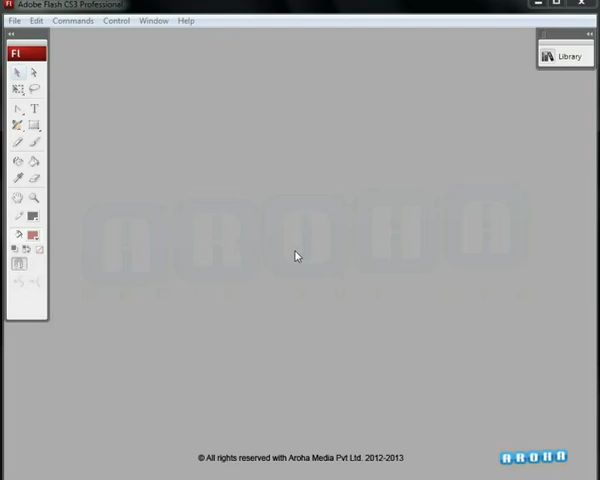 Adobe Flash CS3 Professional
File Edit Commands Control Window Help
Fl
T
Library
AROHA
© All rights reserved with Aroha Media Pvt Ltd. 2012-2013
AROHA